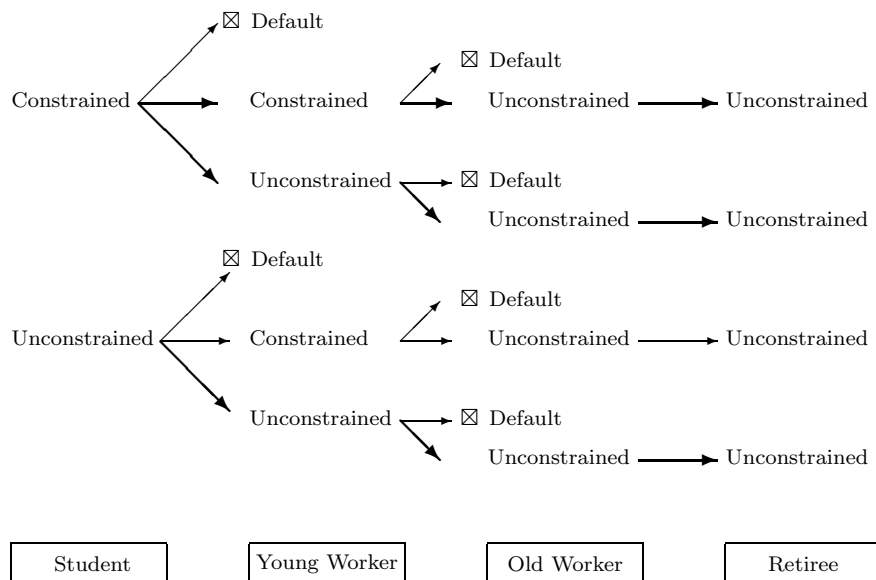 ☒ Default
☒ Default
Constrained Constrained Unconstrained Unconstrained
Unconstrained ☒ Default
Unconstrained Unconstrained
☒ Default
☒ Default
Unconstrained Constrained Unconstrained Unconstrained
Unconstrained ☒ Default
Unconstrained Unconstrained
Student Young Worker Old Worker Retiree